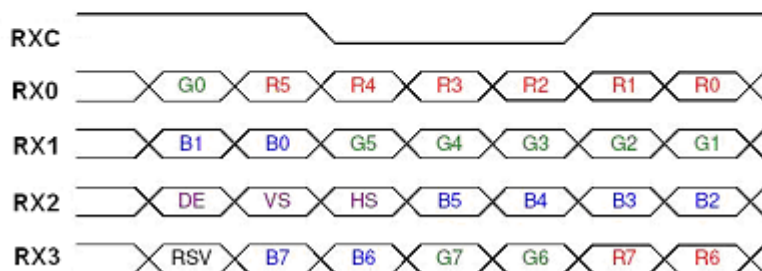 RXC
RX0 G0 R5 R4 R3 R2 R1 R0
RX1 B1 B0 G5 G4 G3 G2 G1
RX2 DE VS HS B5 B4 B3 B2
RX3 RSV B7 B6 G7 G6 R7 R6